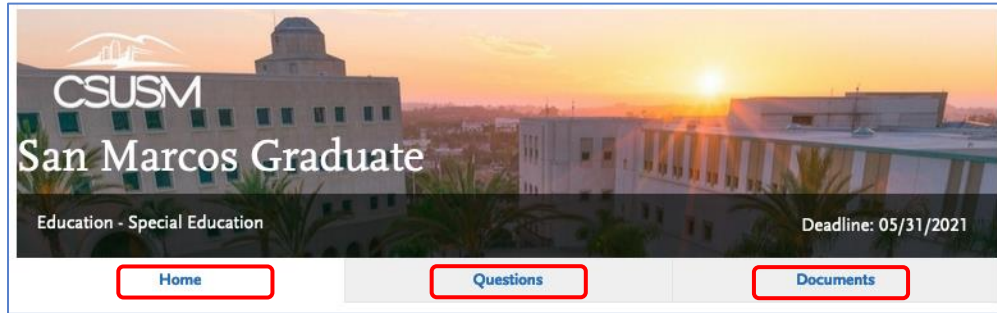 CSUSM
San Marcos Graduate
Education - Special Education
Deadline: 05/31/2021
Home
Questions
Documents